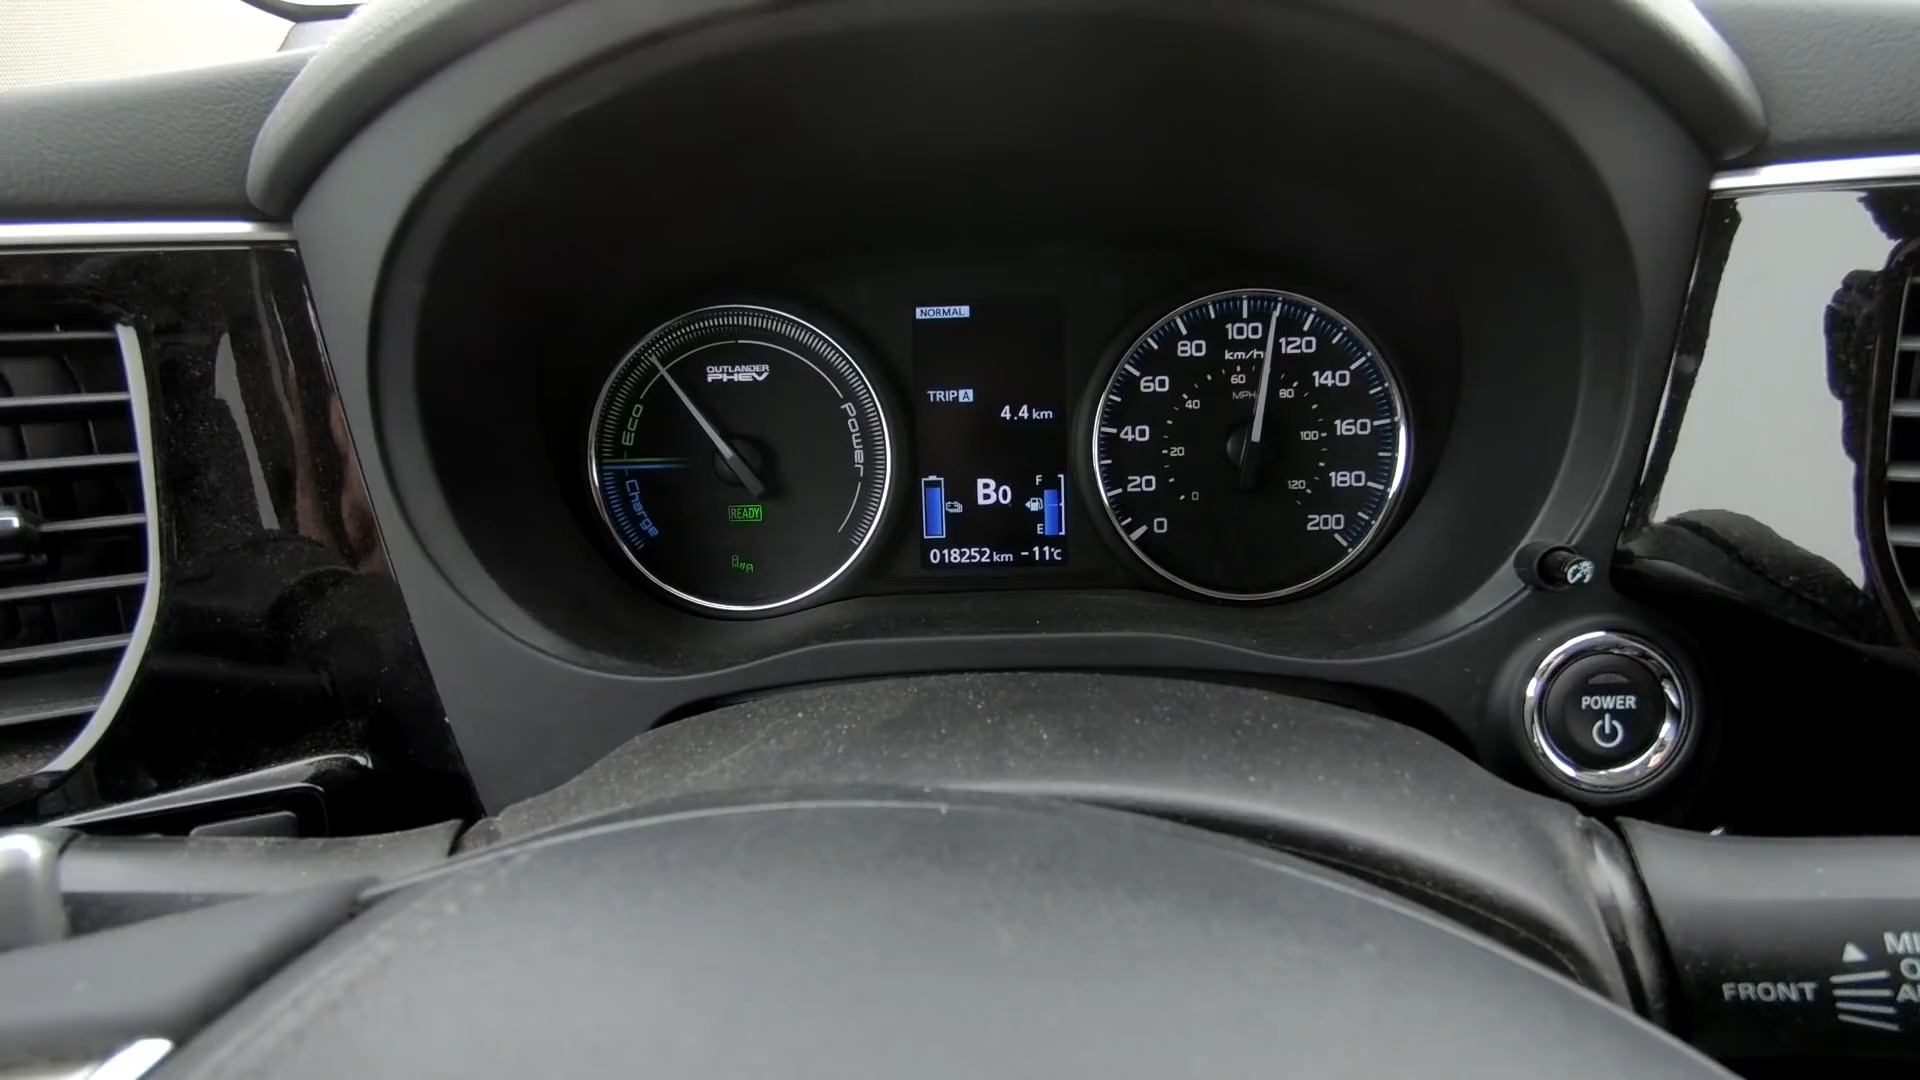 OUTLANDER
PHEV
Eco
Charge
Power
READY
A
NORMAL
TRIP A
4.4 km
B0
F
E
018252 km -11°C
0
20
40
60
80
100
120
140
160
180
200
km/h
MPH
0
20
40
60
80
100
120
POWER
FRONT